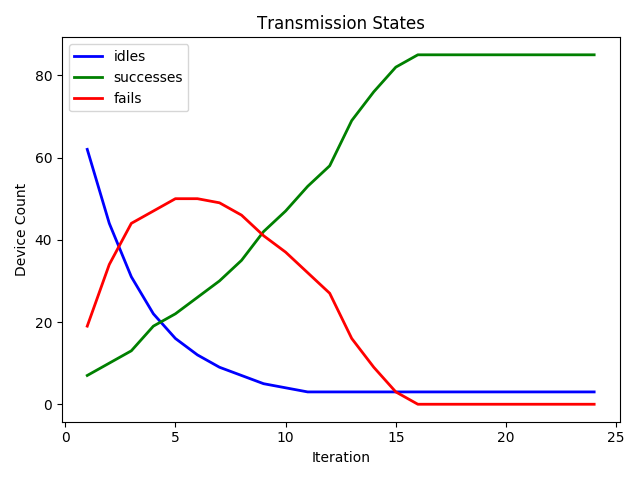 Transmission States
idles
successes
fails
Device Count
80
60
40
20
0
0 5 10 15 20 25
Iteration